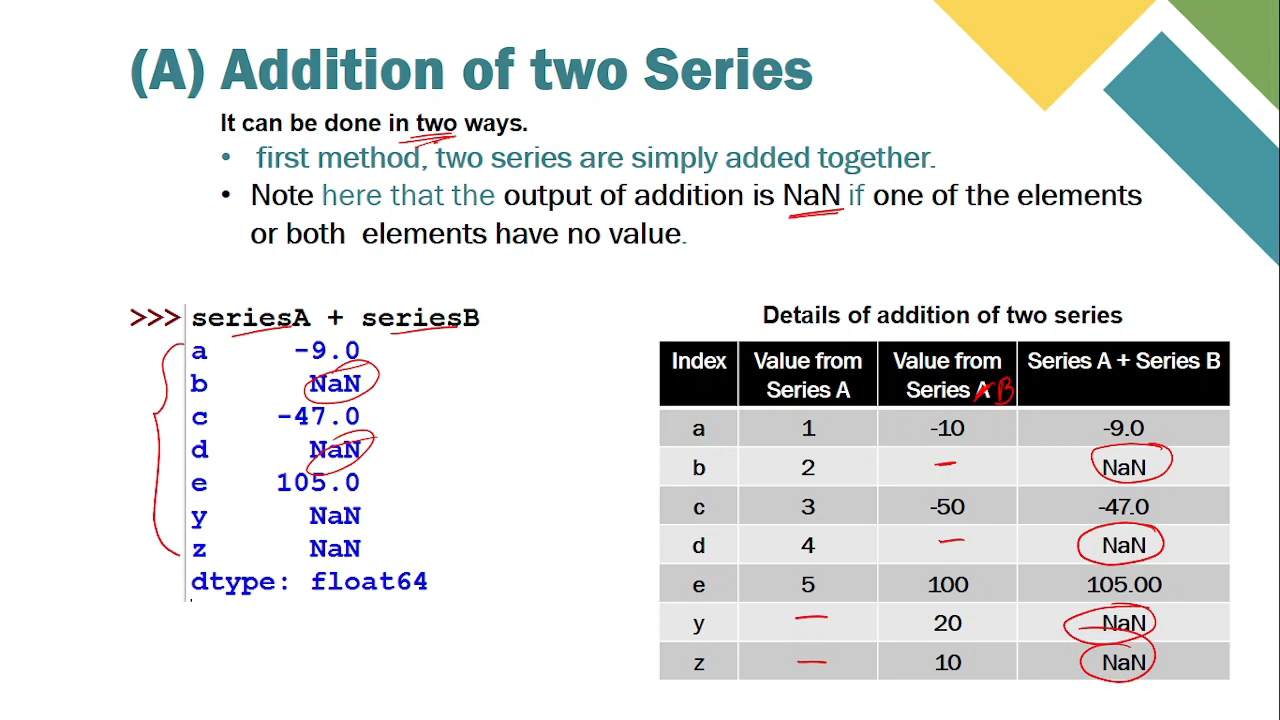 (A) Addition of two Series
It can be done in two ways.
• first method, two series are simply added together.
• Note here that the output of addition is NaN if one of the elements
or both elements have no value.
>>> seriesA + seriesB
a -9.0
b NaN
c -47.0
d NaN
e 105.0
y NaN
z NaN
dtype: float64
Details of addition of two series
Index Value from Series A Value from Series A B Series A + Series B
a 1 -10 -9.0
b 2 — NaN
c 3 -50 -47.0
d 4 — NaN
e 5 100 105.00
y — 20 NaN
z — 10 NaN